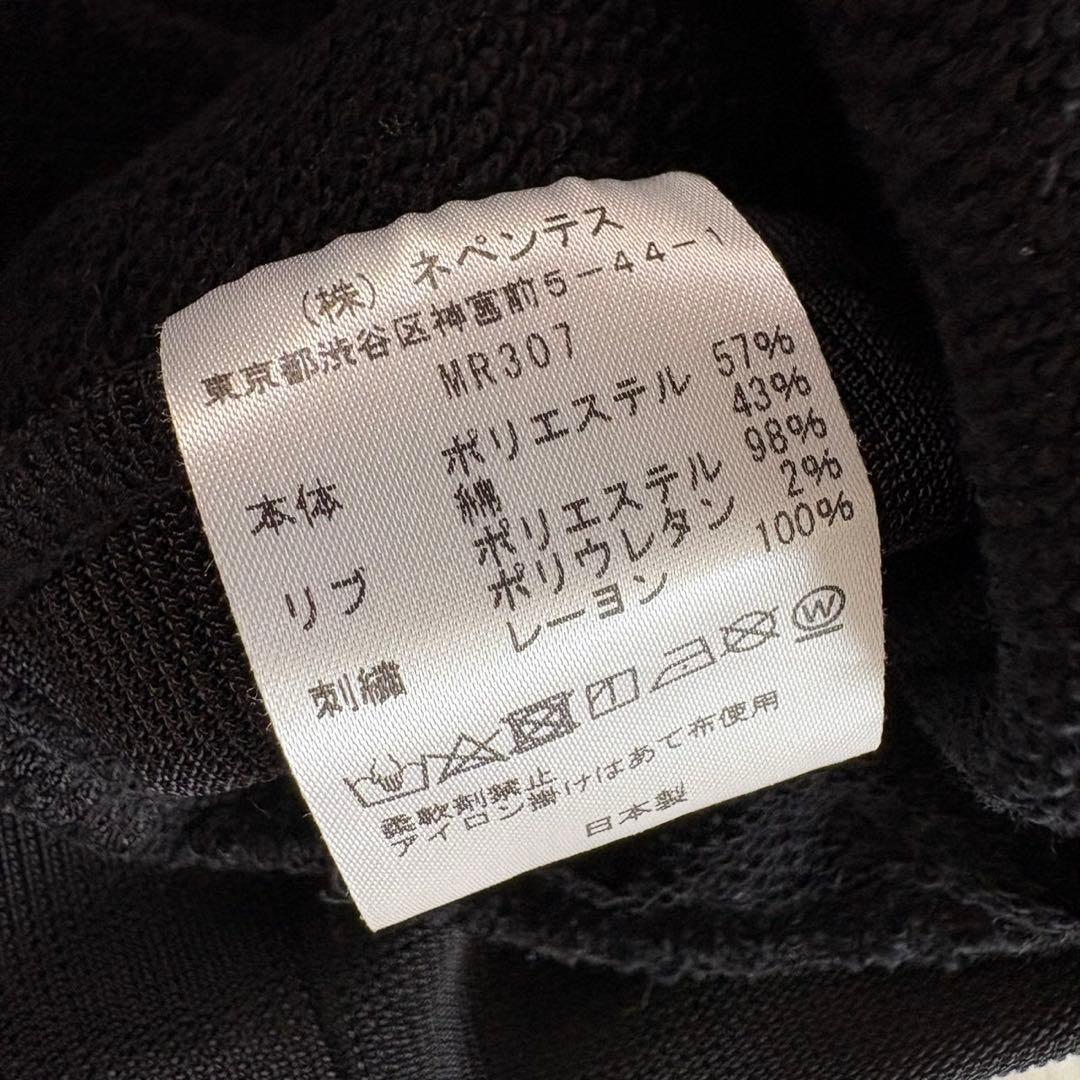 (株) ネペンテス
東京都渋谷区神宮前5-44-1
MR307
本体 ポリエステル 57%
綿 43%
リブ ポリエステル 98%
ポリウレタン 2%
刺繍 レーヨン 100%
W
柔軟剤禁止
アイロン掛けはあて布使用
日本製